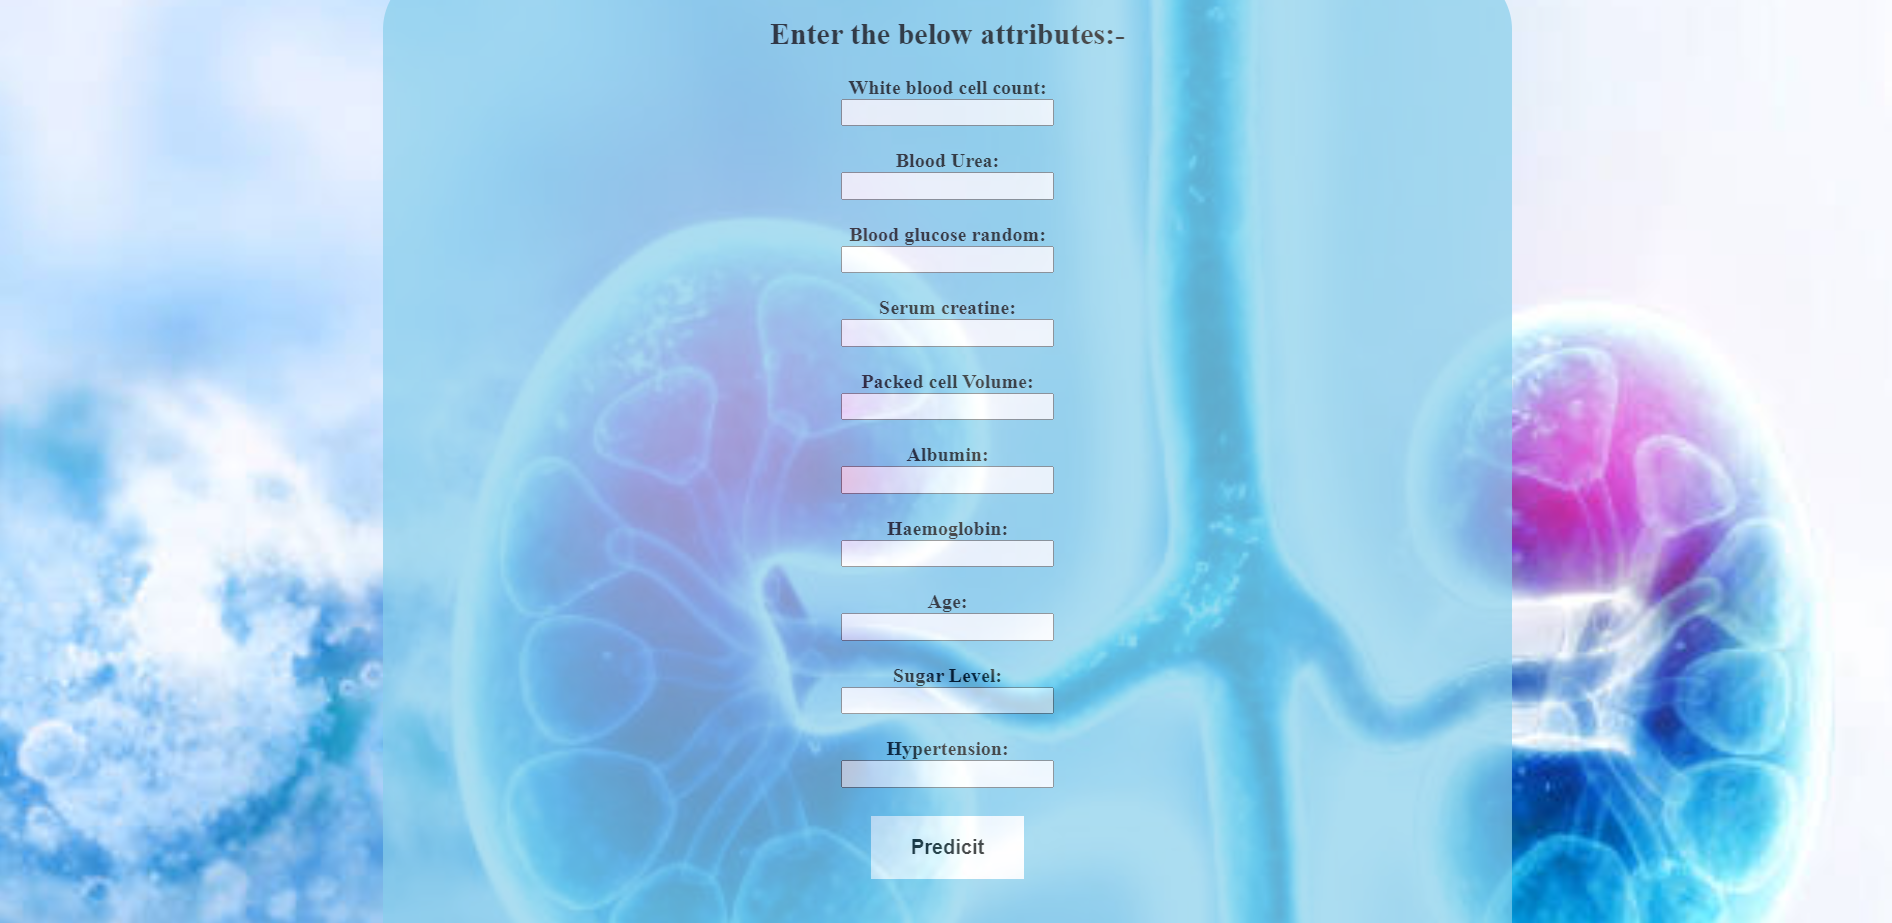 Enter the below attributes:-
White blood cell count:
Blood Urea:
Blood glucose random:
Serum creatine:
Packed cell Volume:
Albumin:
Haemoglobin:
Age:
Sugar Level:
Hypertension:
Predicit